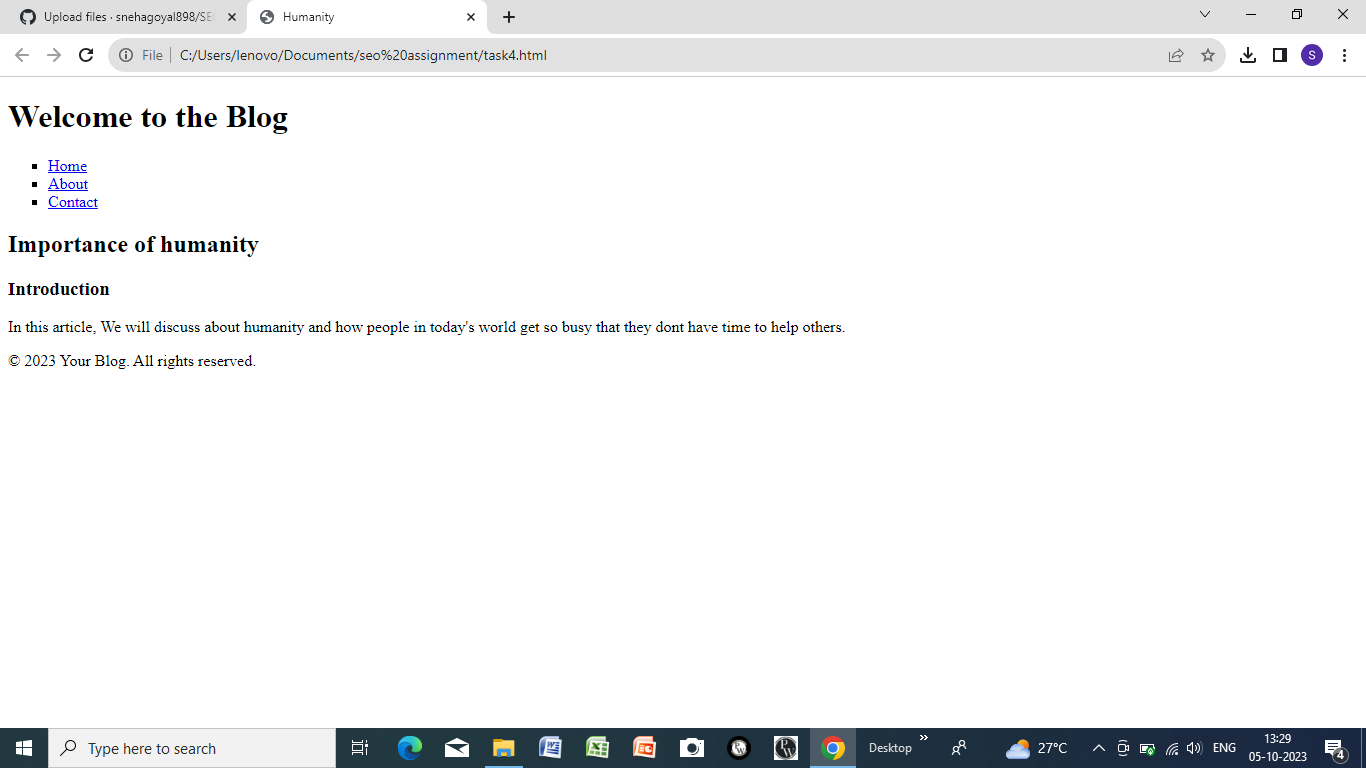 Upload files · snehagoyal898/SE
Humanity
File
C:/Users/lenovo/Documents/seo%20assignment/task4.html
S
Welcome to the Blog
Home
About
Contact
Importance of humanity
Introduction
In this article, We will discuss about humanity and how people in today's world get so busy that they dont have time to help others.
© 2023 Your Blog. All rights reserved.
Type here to search
Desktop
27°C
ENG
13:29
05-10-2023
4